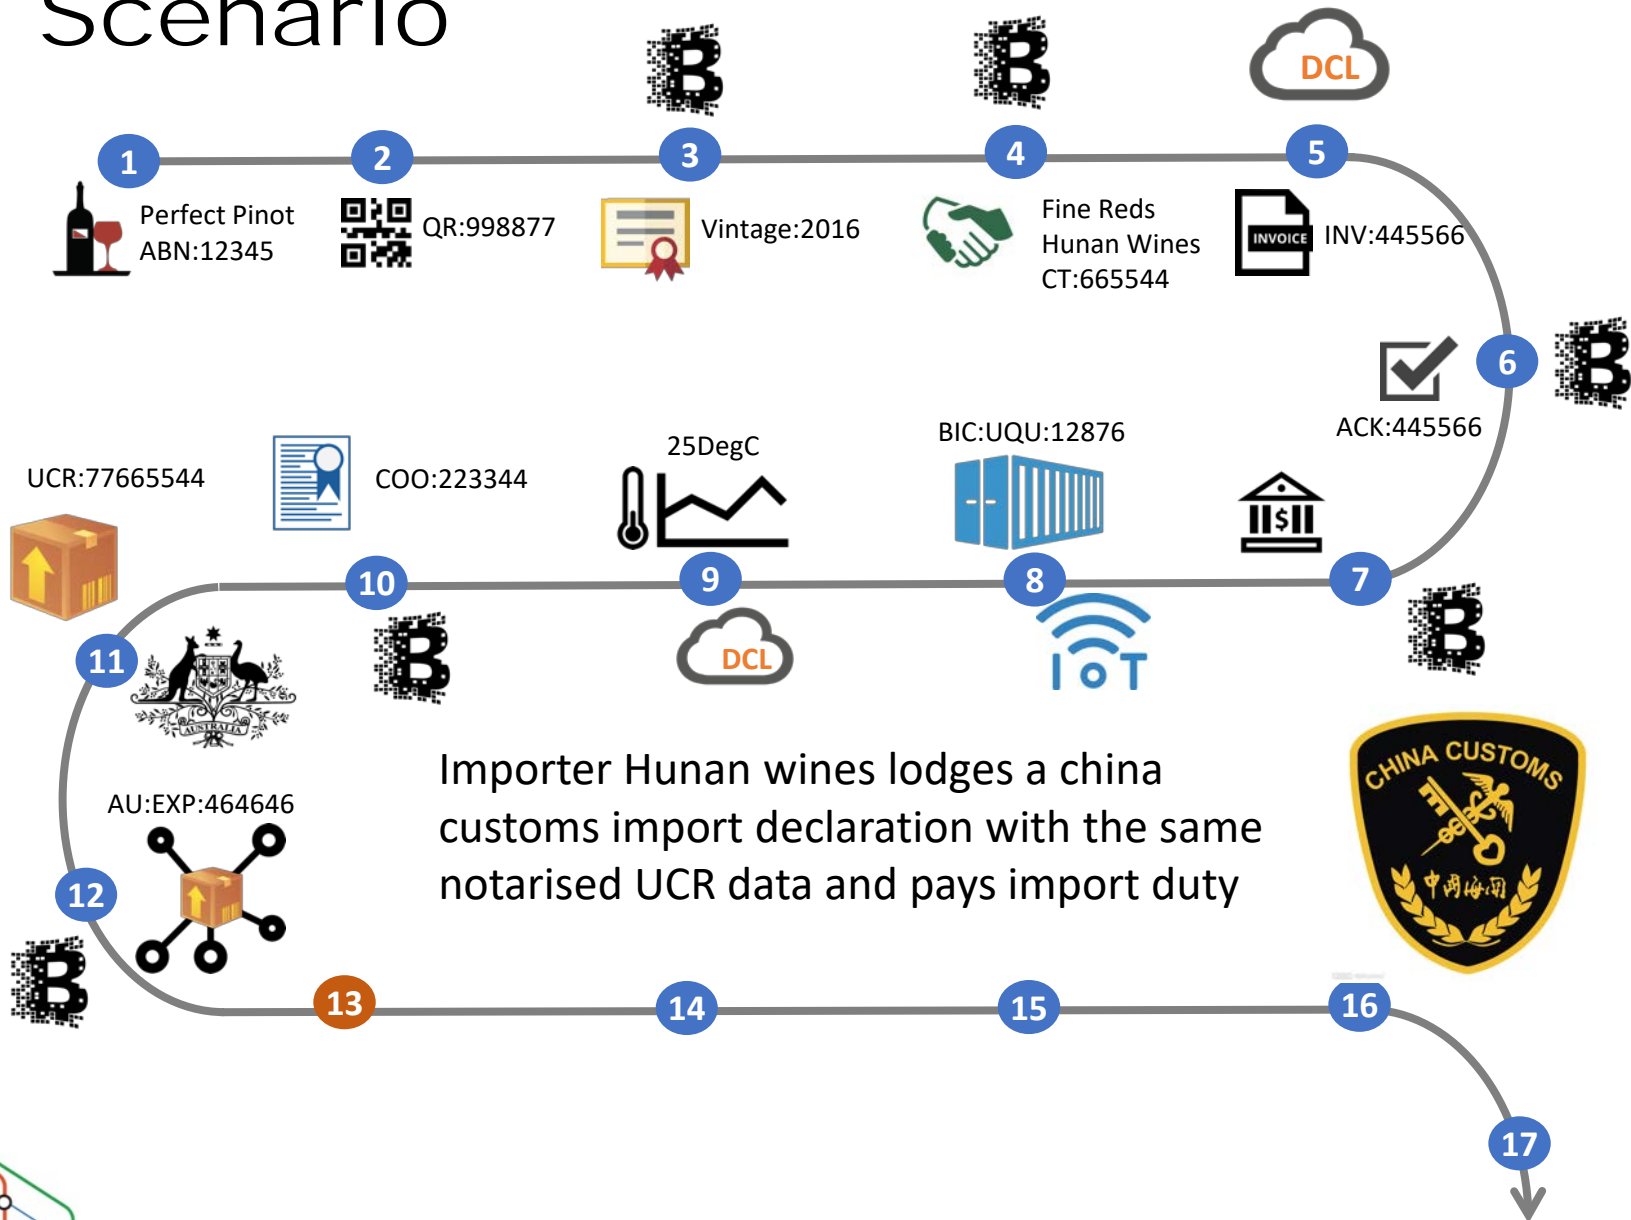 Scenario
DCL
1
2
3
4
5
Perfect Pinot
ABN:12345
QR:998877
Vintage:2016
Fine Reds
Hunan Wines
CT:665544
INVOICE
INV:445566
6
ACK:445566
UCR:77665544
COO:223344
25DegC
BIC:UQU:12876
$
7
8
9
10
DCL
IoT
11
AUSTRALIA
AU:EXP:464646
12
Importer Hunan wines lodges a china
customs import declaration with the same
notarised UCR data and pays import duty
CHINA CUSTOMS
中国海关
13
14
15
16
17